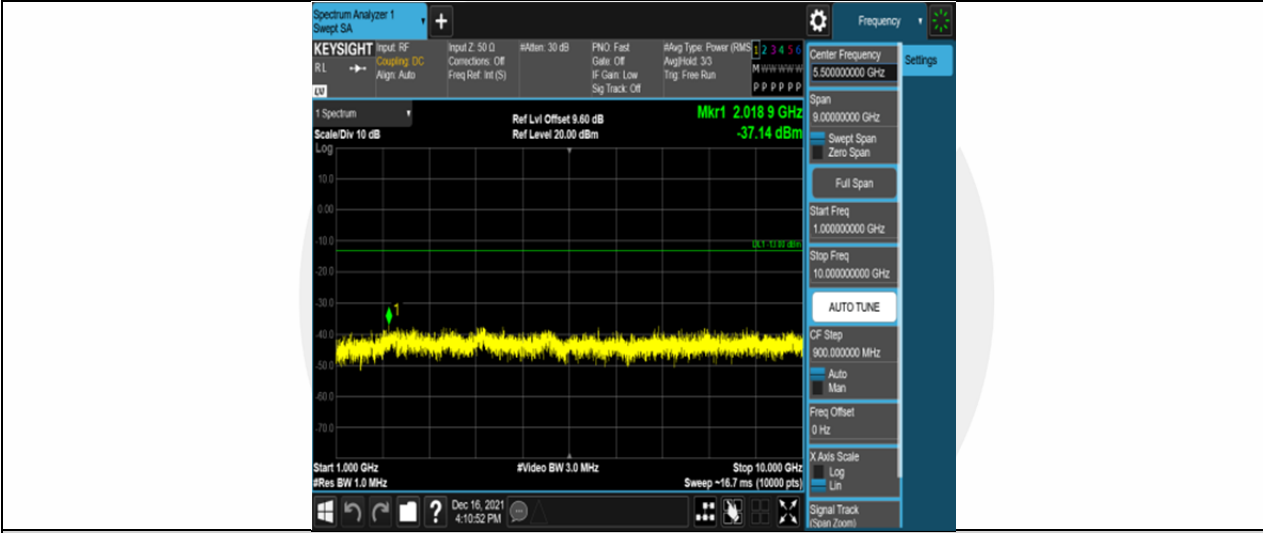 Spectrum Analyzer 1
Swept SA
+
Frequency
KEYSIGHT
RL
Input: RF
Coupling: DC
Align: Auto
Input Z: 50 Ω
Corrections: Off
Freq Ref: Int (S)
#Atten: 30 dB
PNO: Fast
Gate: Off
IF Gain: Low
Sig Track: Off
#Avg Type: Power (RMS
Avg|Hold: 3/3
Trig: Free Run
1 2 3 4 5 6
M W W W W W
P P P P P P
Center Frequency
5.500000000 GHz
Settings
Span
9.00000000 GHz
Swept Span
Zero Span
Full Span
Start Freq
1.000000000 GHz
Stop Freq
10.000000000 GHz
AUTO TUNE
CF Step
900.000000 MHz
Auto
Man
Freq Offset
0 Hz
X Axis Scale
Log
Lin
Signal Track
(Span Zoom)
1 Spectrum
Scale/Div 10 dB
Log
Ref Lvl Offset 9.60 dB
Ref Level 20.00 dBm
Mkr1 2.018 9 GHz
-37.14 dBm
10.0
0.00
-10.0
DL1 -13.00 dBm
-20.0
-30.0
1
-40.0
-50.0
-60.0
-70.0
Start 1.000 GHz
#Res BW 1.0 MHz
#Video BW 3.0 MHz
Stop 10.000 GHz
Sweep ~16.7 ms (10000 pts)
?
Dec 16, 2021
4:10:52 PM